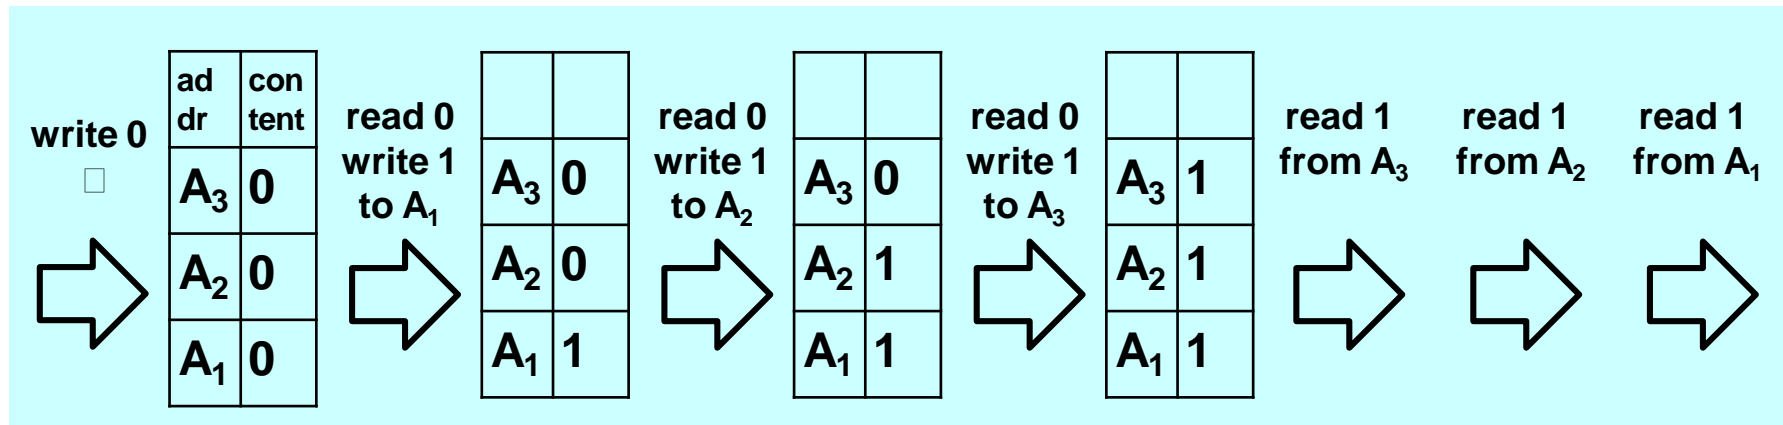 write 0
ad dr | con tent
A₃ | 0
A₂ | 0
A₁ | 0
read 0
write 1
to A₁
A₃ | 0
A₂ | 0
A₁ | 1
read 0
write 1
to A₂
A₃ | 0
A₂ | 1
A₁ | 1
read 0
write 1
to A₃
A₃ | 1
A₂ | 1
A₁ | 1
read 1
from A₃
read 1
from A₂
read 1
from A₁